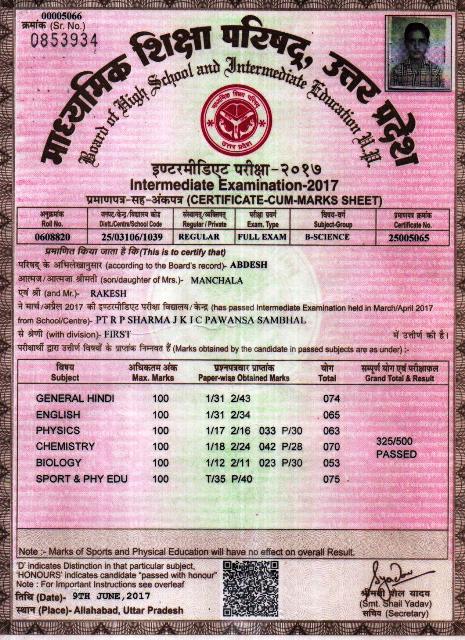 00005066
क्रमांक (Sr. No.)
0853934
माध्यमिक शिक्षा परिषद्, उत्तर प्रदेश
Board of High School and Intermediate Education U.P.
इण्टरमीडिएट परीक्षा-२०१७
Intermediate Examination-2017
प्रमाणपत्र-सह-अंकपत्र (CERTIFICATE-CUM-MARKS SHEET)
अनुक्रमांक जनपद/केन्द्र/विद्यालय कोड संस्थागत/व्यक्तिगत परीक्षा प्रकार विषय-वर्ग प्रमाणपत्र क्रमांक
Roll No. Distt./Centre/School Code Regular / Private Exam. Type Subject-Group Certificate No.
0608820 25/03106/1039 REGULAR FULL EXAM B-SCIENCE 25005065
प्रमाणित किया जाता है कि (This is to certify that)
परिषद् के अभिलेखानुसार (according to the Board's record)- ABDESH
आत्मज/आत्मजा श्रीमती (son/daughter of Mrs.)- MANCHALA
एवं श्री (and Mr.)- RAKESH
ने मार्च/अप्रैल 2017 की इण्टरमीडिएट परीक्षा विद्यालय/केन्द्र (has passed Intermediate Examination held in March/April 2017
from School/Centre)- PT R P SHARMA J K I C PAWANSA SAMBHAL
से श्रेणी (with division)- FIRST में उत्तीर्ण की है।
परीक्षार्थी द्वारा उत्तीर्ण विषयों के प्राप्तांक निम्नवत हैं (Marks obtained by the candidate in passed subjects are as under) :-
विषय अधिकतम अंक प्रश्नपत्रवार प्राप्तांक योग सम्पूर्ण योग एवं परीक्षाफल
Subject Max. Marks Paper-wise Obtained Marks Total Grand Total & Result
GENERAL HINDI 100 1/31 2/43 074
ENGLISH 100 1/31 2/34 065
PHYSICS 100 1/17 2/16 033 P/30 063
CHEMISTRY 100 1/18 2/24 042 P/28 070
BIOLOGY 100 1/12 2/11 023 P/30 053
SPORT & PHY EDU 100 T/35 P/40 075
325/500
PASSED
Note :- Marks of Sports and Physical Education will have no effect on overall Result.
'D' indicates Distinction in that particular subject,
'HONOURS' indicates candidate "passed with honour"
Note : For Important Instructions see overleaf
तिथि (Date)- 9TH JUNE,2017
स्थान (Place)- Allahabad, Uttar Pradesh
श्रीमती शैल यादव
(Smt. Shail Yadav)
सचिव (Secretary)